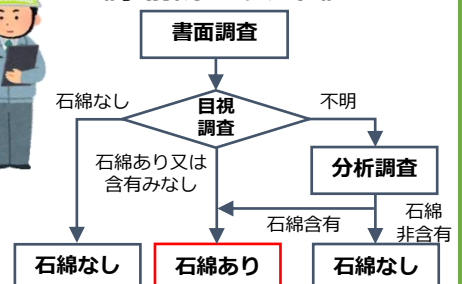 書面調査
石綿なし
目視
調査
不明
石綿あり又は
含有みなし
分析調査
石綿含有
石綿
非含有
石綿なし
石綿あり
石綿なし